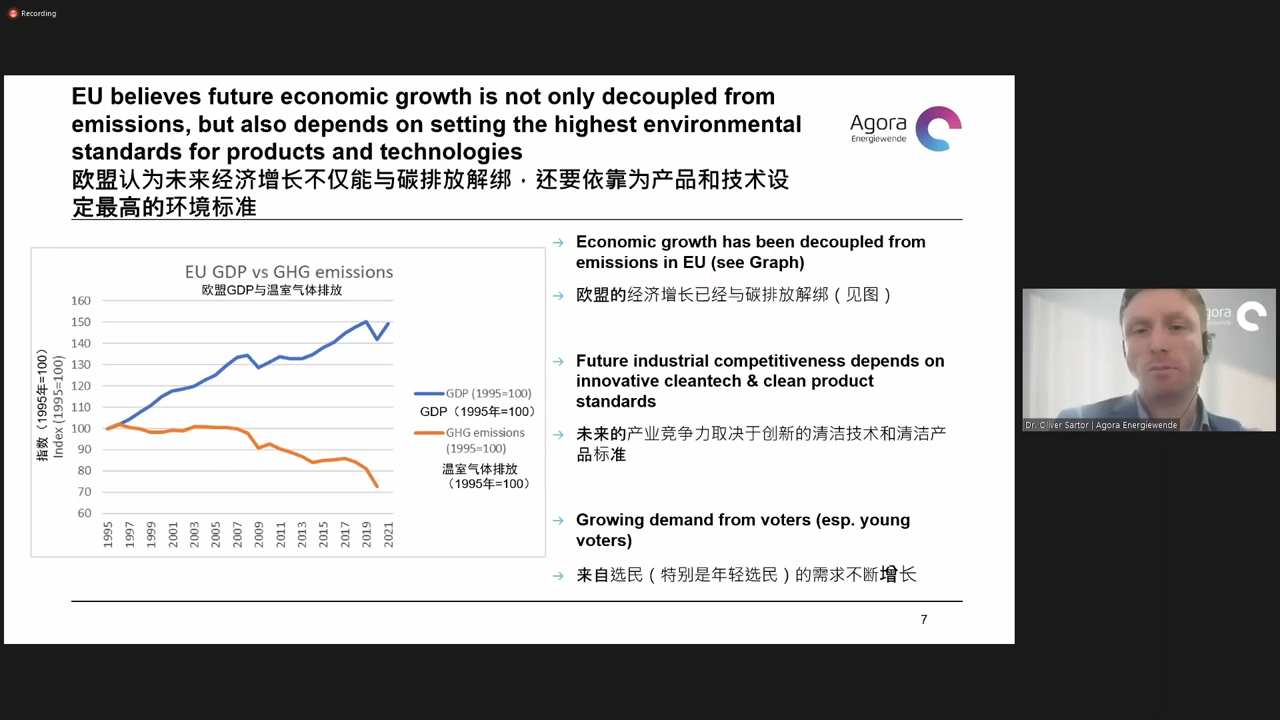 Recording
EU believes future economic growth is not only decoupled from
emissions, but also depends on setting the highest environmental
standards for products and technologies
欧盟认为未来经济增长不仅能与碳排放解绑，还要依靠为产品和技术设
定最高的环境标准
Agora
Energiewende
EU GDP vs GHG emissions
欧盟GDP与温室气体排放
160
150
140
130
120
110
100
90
80
70
60
指数（1995年=100）
Index (1995=100)
1995
1997
1999
2001
2003
2005
2007
2009
2011
2013
2015
2017
2019
2021
GDP (1995=100)
GDP（1995年=100）
GHG emissions
(1995=100)
温室气体排放
（1995年=100）
→ Economic growth has been decoupled from
emissions in EU (see Graph)
→ 欧盟的经济增长已经与碳排放解绑（见图）
→ Future industrial competitiveness depends on
innovative cleantech & clean product
standards
→ 未来的产业竞争力取决于创新的清洁技术和清洁产
品标准
→ Growing demand from voters (esp. young
voters)
→ 来自选民（特别是年轻选民）的需求不断增长
7
Dr. Oliver Sartor | Agora Energiewende